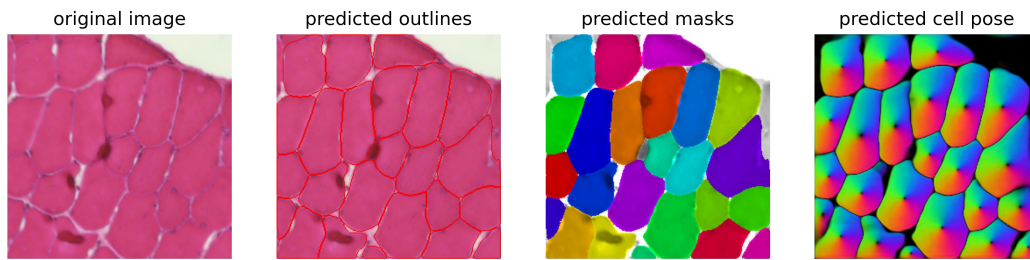 original image
predicted outlines
predicted masks
predicted cell pose